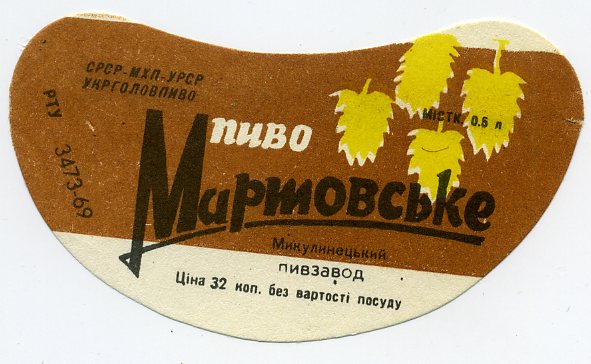 СРСР-МХП-УРСР
УКРГОЛОВПИВО
РТУ 3473-69
МІСТК. 0.5 л
пиво
Мартовське
Микулинецький
пивзавод
Ціна 32 коп. без вартості посуду